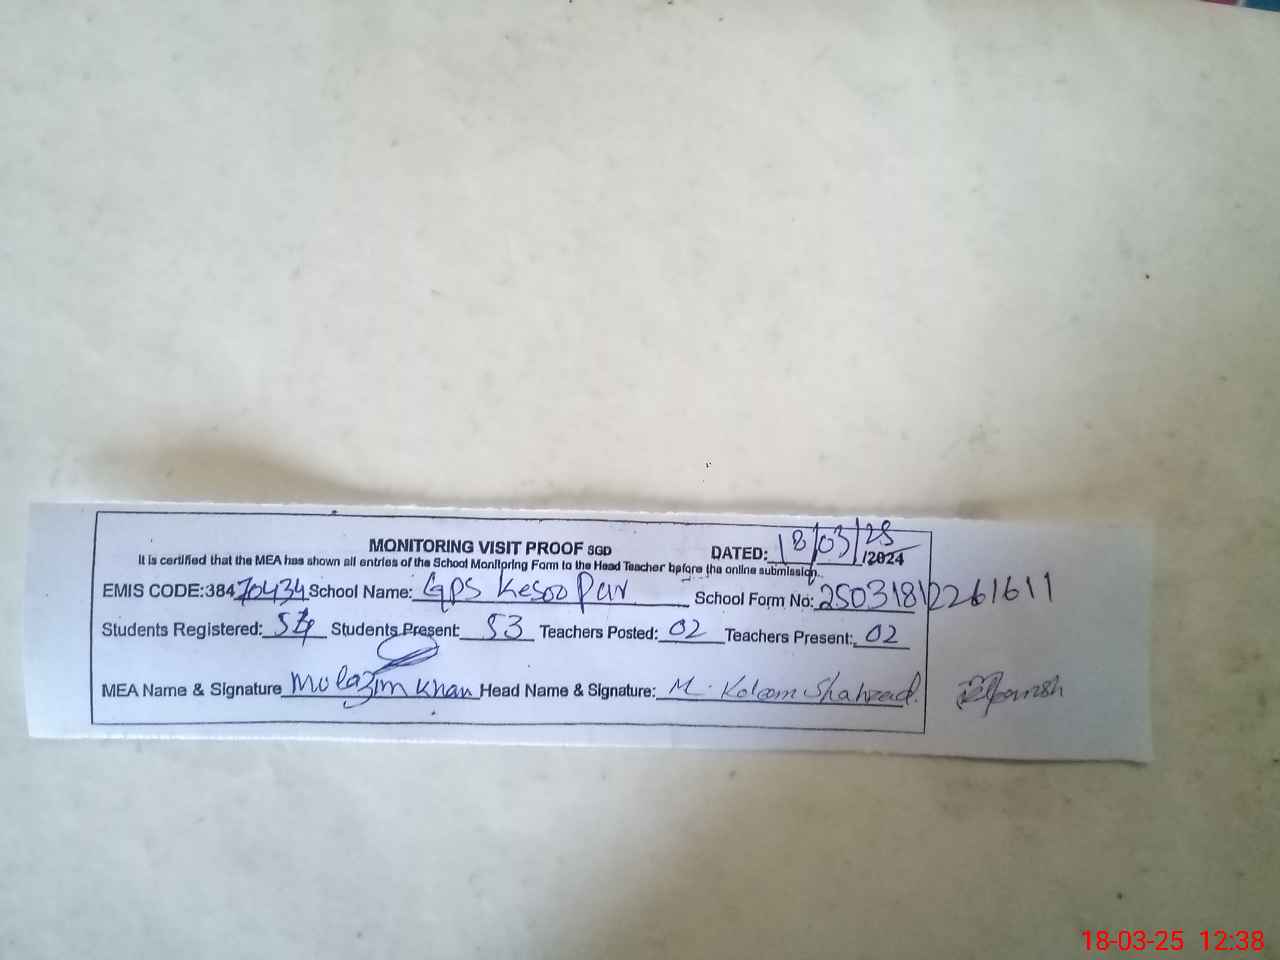 MONITORING VISIT PROOF SGD
DATED: 18/03/25 /2024
It is certified that the MEA has shown all entries of the School Monitoring Form to the Head Teacher before the online submission.
EMIS CODE:38470434 School Name: GPS Kesoo Pur School Form No: 25031812261611
Students Registered: 54 Students Present: 53 Teachers Posted: 02 Teachers Present: 02
MEA Name & Signature Mulazim Khan Head Name & Signature: M. Kaleem Shahzad.
18-03-25 12:38